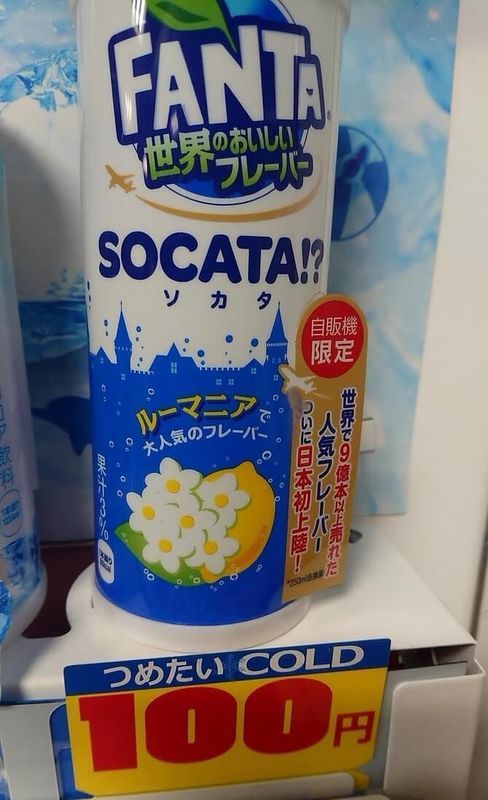 FANTA
世界のおいしい
フレーバー
SOCATA!?
ソカタ
自販機
限定
世界で9億本以上売れた
人気フレーバー
ついに日本初上陸!
ルーマニアで
大人気のフレーバー
果汁3%
つめたい COLD
100円